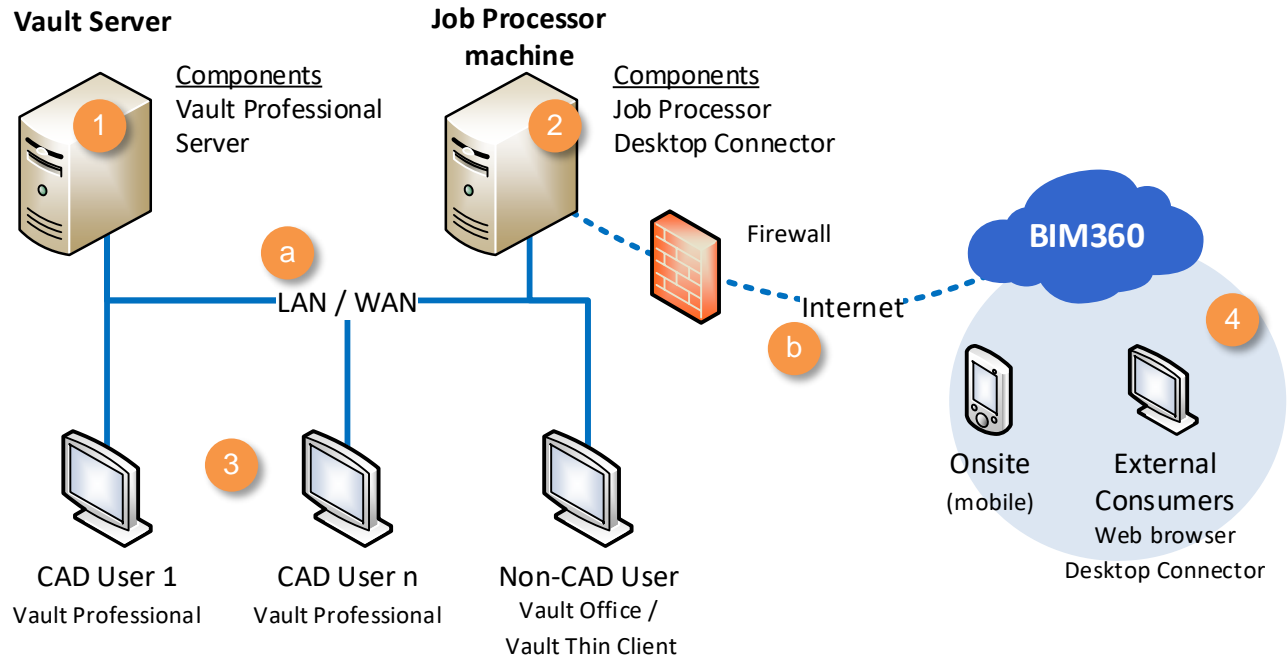 Vault Server
Components
Vault Professional
Server
1
Job Processor
machine
Components
Job Processor
Desktop Connector
2
a
LAN / WAN
Firewall
Internet
b
BIM360
4
Onsite
(mobile)
External
Consumers
Web browser
Desktop Connector
3
CAD User 1
Vault Professional
CAD User n
Vault Professional
Non-CAD User
Vault Office /
Vault Thin Client